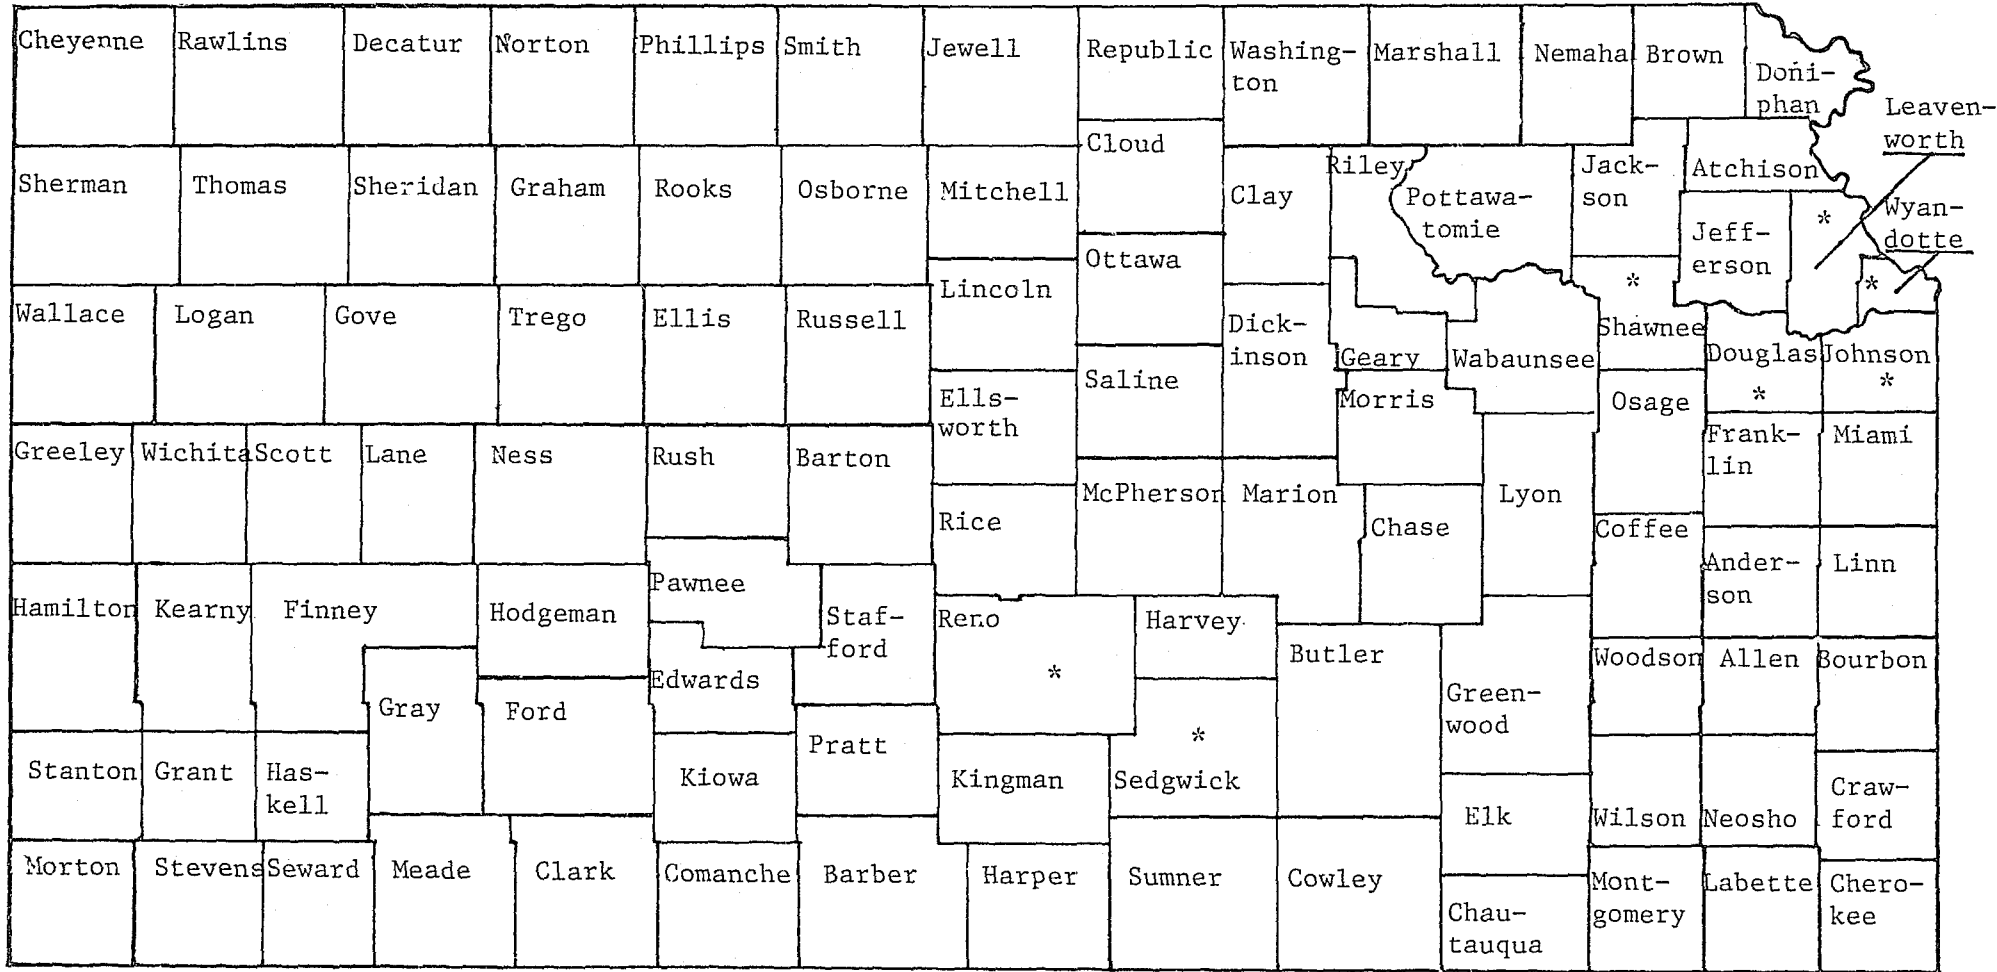 Cheyenne
Rawlins
Decatur
Norton
Phillips
Smith
Jewell
Republic
Washing-
ton
Marshall
Nemaha
Brown
Doni-
phan
Leaven-
worth
Sherman
Thomas
Sheridan
Graham
Rooks
Osborne
Mitchell
Cloud
Clay
Riley
Pottawa-
tomie
Jack-
son
Atchison
Jeff-
erson
*
Wyan-
dotte
*
Wallace
Logan
Gove
Trego
Ellis
Russell
Lincoln
Ottawa
Dick-
inson
Geary
Wabaunsee
*
Shawnee
Douglas
*
Johnson
*
Ells-
worth
Saline
Morris
Osage
Frank-
lin
Miami
Greeley
Wichita
Scott
Lane
Ness
Rush
Barton
Rice
McPherson
Marion
Chase
Lyon
Coffee
Ander-
son
Linn
Hamilton
Kearny
Finney
Hodgeman
Pawnee
Staf-
ford
Reno
*
Harvey
Butler
Green-
wood
Woodson
Allen
Bourbon
Gray
Ford
Edwards
Pratt
*
Sedgwick
Stanton
Grant
Has-
kell
Kiowa
Kingman
Elk
Wilson
Neosho
Craw-
ford
Morton
Stevens
Seward
Meade
Clark
Comanche
Barber
Harper
Sumner
Cowley
Chau-
tauqua
Mont-
gomery
Labette
Chero-
kee